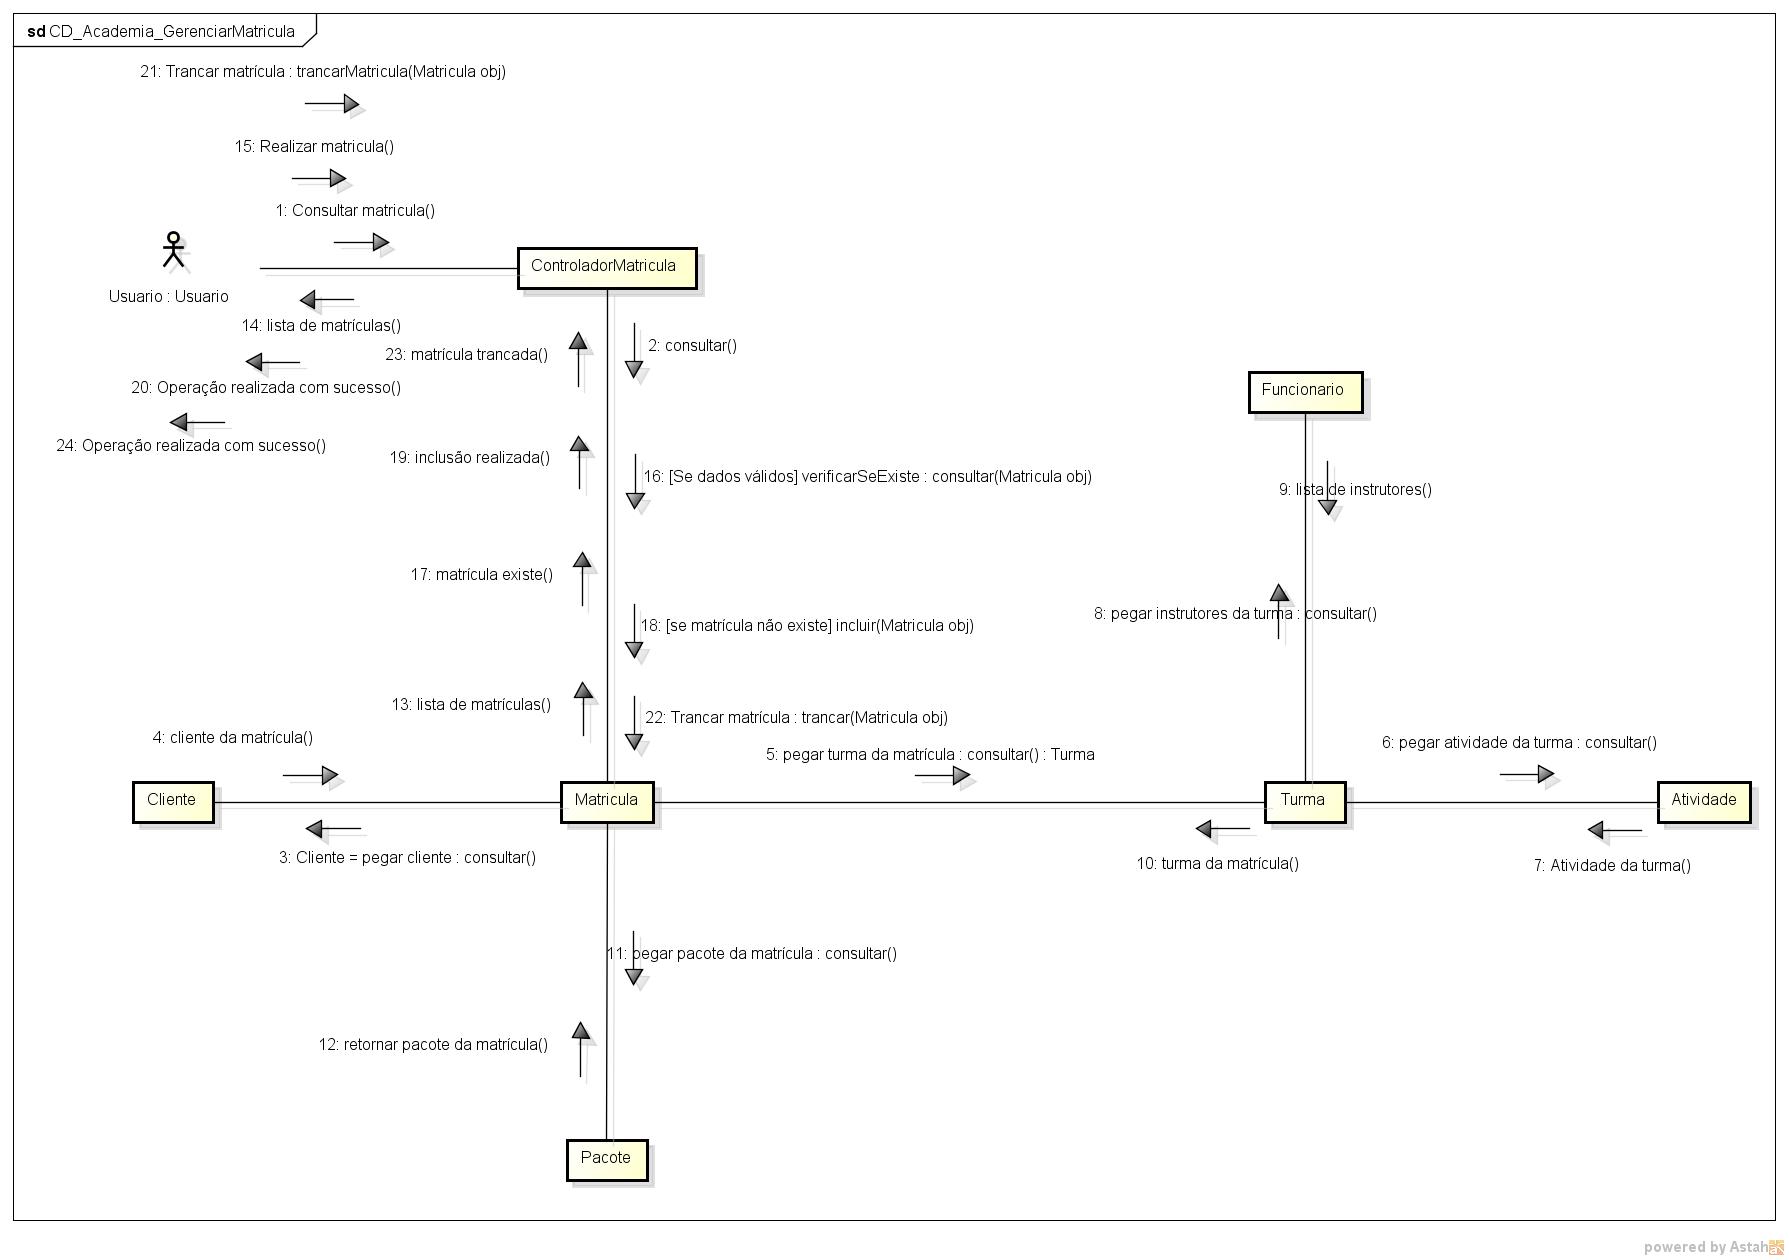 sd CD_Academia_GerenciarMatricula
21: Trancar matrícula : trancarMatricula(Matricula obj)
15: Realizar matricula()
1: Consultar matricula()
ControladorMatricula
Usuario : Usuario
14: lista de matrículas()
2: consultar()
23: matrícula trancada()
20: Operação realizada com sucesso()
Funcionario
24: Operação realizada com sucesso()
19: inclusão realizada()
16: [Se dados válidos] verificarSeExiste : consultar(Matricula obj)
9: lista de instrutores()
17: matrícula existe()
8: pegar instrutores da turma : consultar()
18: [se matrícula não existe] incluir(Matricula obj)
13: lista de matrículas()
22: Trancar matrícula : trancar(Matricula obj)
4: cliente da matrícula()
5: pegar turma da matrícula : consultar() : Turma
6: pegar atividade da turma : consultar()
Cliente
Matricula
Turma
Atividade
3: Cliente = pegar cliente : consultar()
10: turma da matrícula()
7: Atividade da turma()
11: pegar pacote da matrícula : consultar()
12: retornar pacote da matrícula()
Pacote
powered by Astah